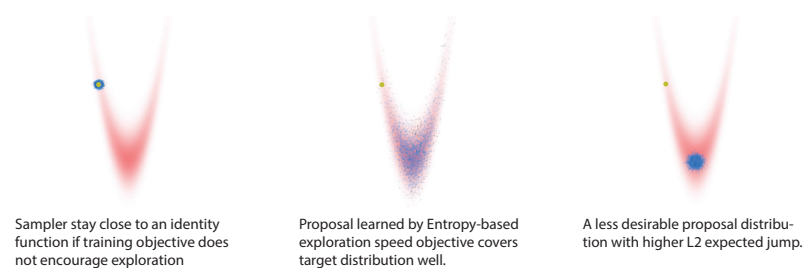 Sampler stay close to an identity
function if training objective does
not encourage exploration
Proposal learned by Entropy-based
exploration speed objective covers
target distribution well.
A less desirable proposal distribu-
tion with higher L2 expected jump.